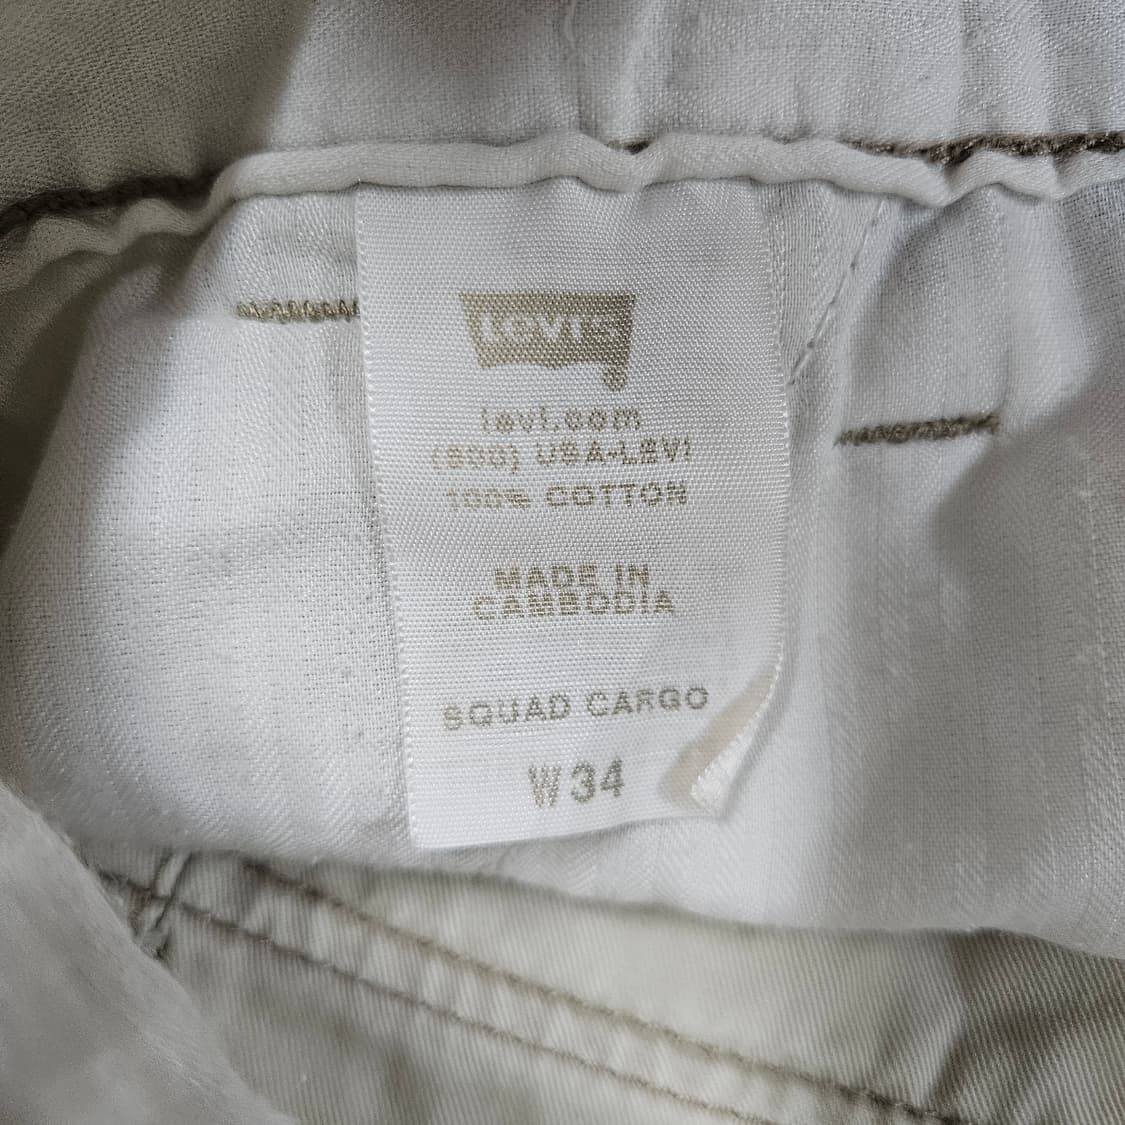 LEVI'S
®
levi.com
(800) USA-LEVI
100% COTTON
MADE IN
CAMBODIA
SQUAD CARGO
W34